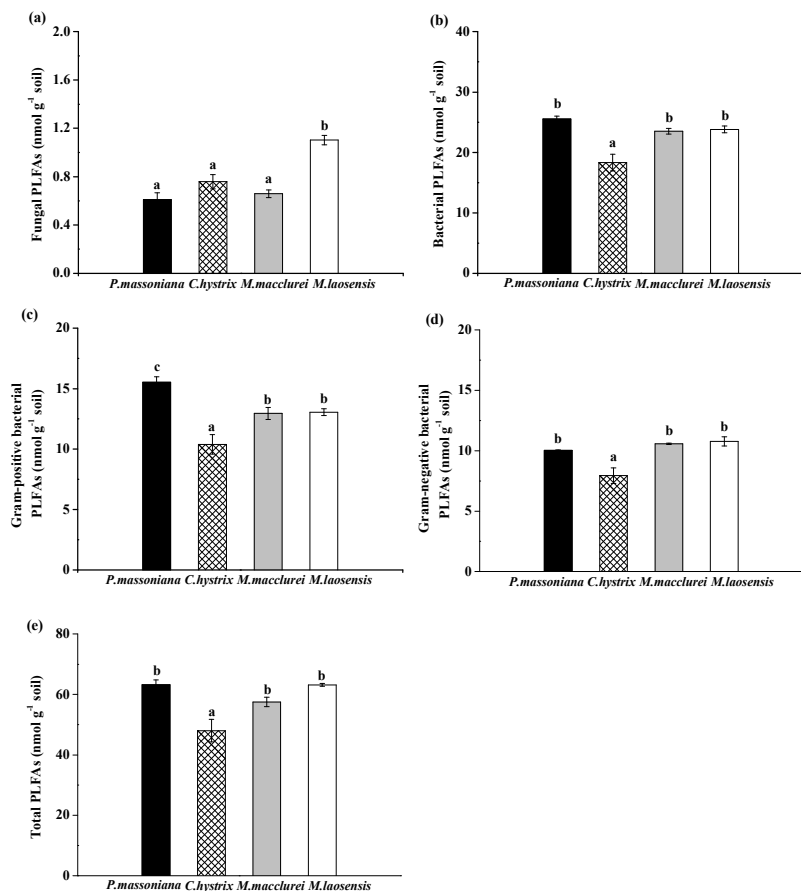 (a)
Fungal PLFAs (nmol g⁻¹ soil)
2.0
1.6
1.2
0.8
0.4
0.0
a
a
a
b
P.massoniana C.hystrix M.macclurei M.laosensis
(b)
Bacterial PLFAs (nmol g⁻¹ soil)
40
30
20
10
0
b
a
b
b
P.massoniana C.hystrix M.macclurei M.laosensis
(c)
Gram-positive bacterial
PLFAs (nmol g⁻¹ soil)
20
15
10
5
0
c
a
b
b
P.massoniana C.hystrix M.macclurei M.laosensis
(d)
Gram-negative bacterial
PLFAs (nmol g⁻¹ soil)
20
15
10
5
0
b
a
b
b
P.massoniana C.hystrix M.macclurei M.laosensis
(e)
Total PLFAs (nmol g⁻¹ soil)
80
60
40
20
0
b
a
b
b
P.massoniana C.hystrix M.macclurei M.laosensis